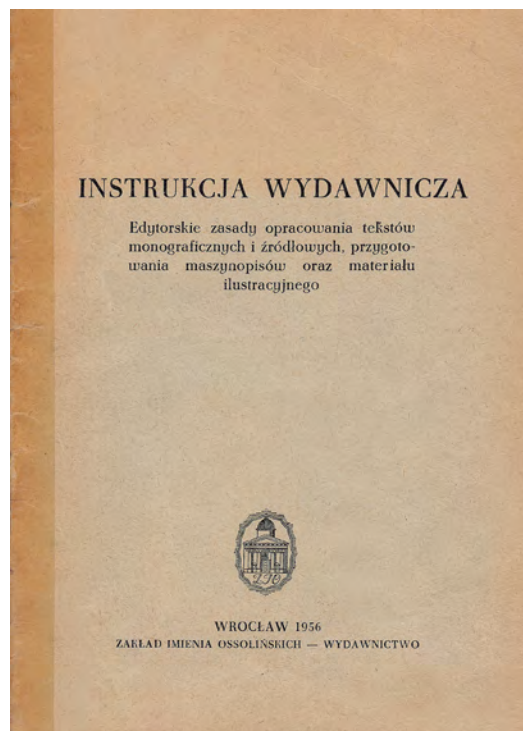 INSTRUKCJA WYDAWNICZA
Edytorskie zasady opracowania tekstów
monograficznych i źródłowych, przygoto-
wania maszynopisów oraz materiału
ilustracyjnego
WROCŁAW 1956
ZAKŁAD IMIENIA OSSOLIŃSKICH — WYDAWNICTWO